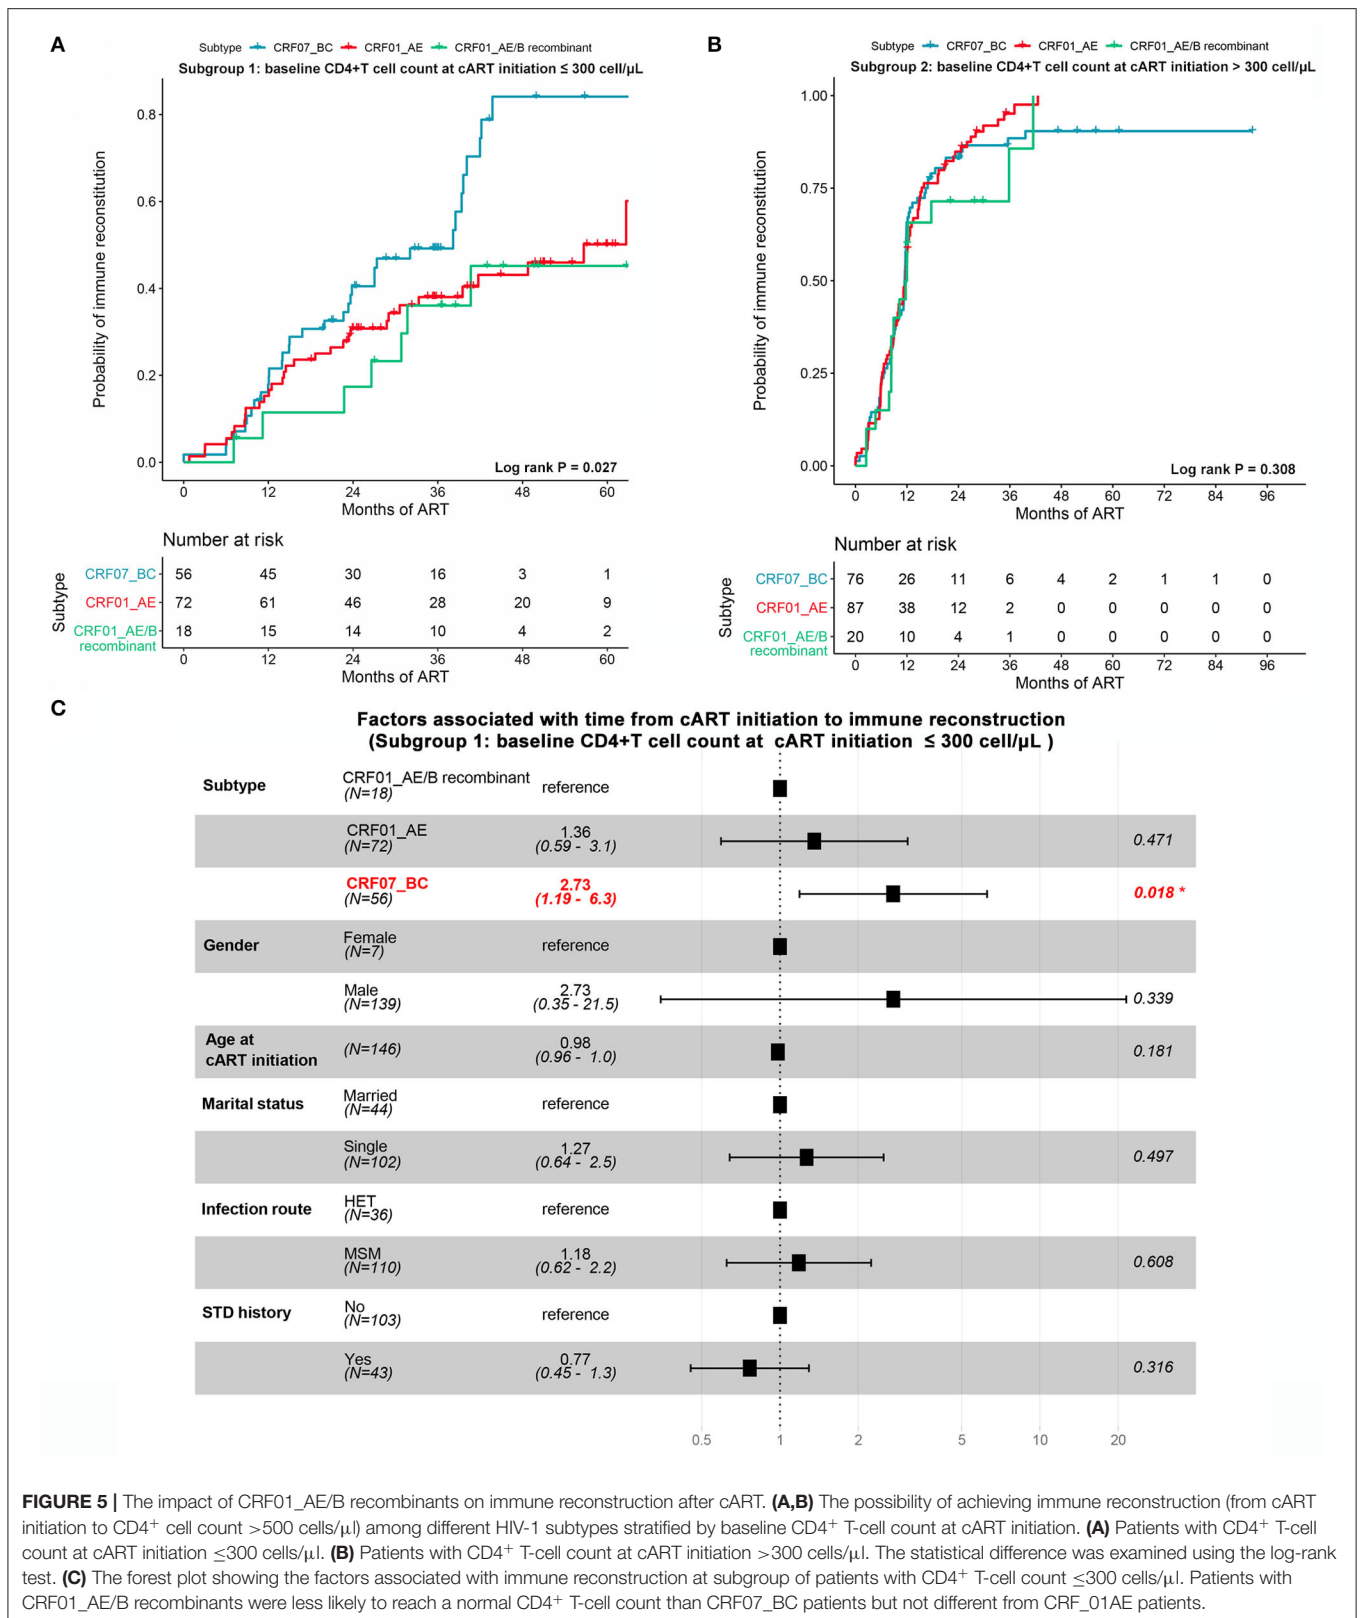 A
Subtype CRF07_BC CRF01_AE CRF01_AE/B recombinant
Subgroup 1: baseline CD4+T cell count at cART initiation ≤ 300 cell/µL
Probability of immune reconstitution
0.8
0.6
0.4
0.2
0.0
Log rank P = 0.027
0 12 24 36 48 60
Months of ART
Number at risk
Subtype
CRF07_BC 56 45 30 16 3 1
CRF01_AE 72 61 46 28 20 9
CRF01_AE/B recombinant 18 15 14 10 4 2
0 12 24 36 48 60
Months of ART
B
Subtype CRF07_BC CRF01_AE CRF01_AE/B recombinant
Subgroup 2: baseline CD4+T cell count at cART initiation > 300 cell/µL
Probability of immune reconstitution
1.00
0.75
0.50
0.25
0.00
Log rank P = 0.308
0 12 24 36 48 60 72 84 96
Months of ART
Number at risk
Subtype
CRF07_BC 76 26 11 6 4 2 1 1 0
CRF01_AE 87 38 12 2 0 0 0 0 0
CRF01_AE/B recombinant 20 10 4 1 0 0 0 0 0
0 12 24 36 48 60 72 84 96
Months of ART
C
Factors associated with time from cART initiation to immune reconstruction
(Subgroup 1: baseline CD4+T cell count at cART initiation ≤ 300 cell/µL )
Subtype CRF01_AE/B recombinant reference
(N=18)
CRF01_AE 1.36 0.471
(N=72) (0.59 - 3.1)
CRF07_BC 2.73 0.018 *
(N=56) (1.19 - 6.3)
Gender Female reference
(N=7)
Male 2.73 0.339
(N=139) (0.35 - 21.5)
Age at cART initiation (N=146) 0.98 0.181
(0.96 - 1.0)
Marital status Married reference
(N=44)
Single 1.27 0.497
(N=102) (0.64 - 2.5)
Infection route HET reference
(N=36)
MSM 1.18 0.608
(N=110) (0.62 - 2.2)
STD history No reference
(N=103)
Yes 0.77 0.316
(N=43) (0.45 - 1.3)
0.5 1 2 5 10 20
FIGURE 5 | The impact of CRF01_AE/B recombinants on immune reconstruction after cART. (A,B) The possibility of achieving immune reconstruction (from cART
initiation to CD4+ cell count >500 cells/µl) among different HIV-1 subtypes stratified by baseline CD4+ T-cell count at cART initiation. (A) Patients with CD4+ T-cell
count at cART initiation ≤300 cells/µl. (B) Patients with CD4+ T-cell count at cART initiation >300 cells/µl. The statistical difference was examined using the log-rank
test. (C) The forest plot showing the factors associated with immune reconstruction at subgroup of patients with CD4+ T-cell count ≤300 cells/µl. Patients with
CRF01_AE/B recombinants were less likely to reach a normal CD4+ T-cell count than CRF07_BC patients but not different from CRF_01AE patients.